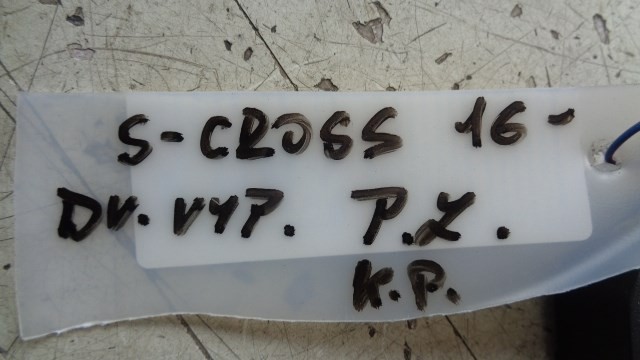 S-CROSS 16-
DV. VYP. P.Z.
K.P.